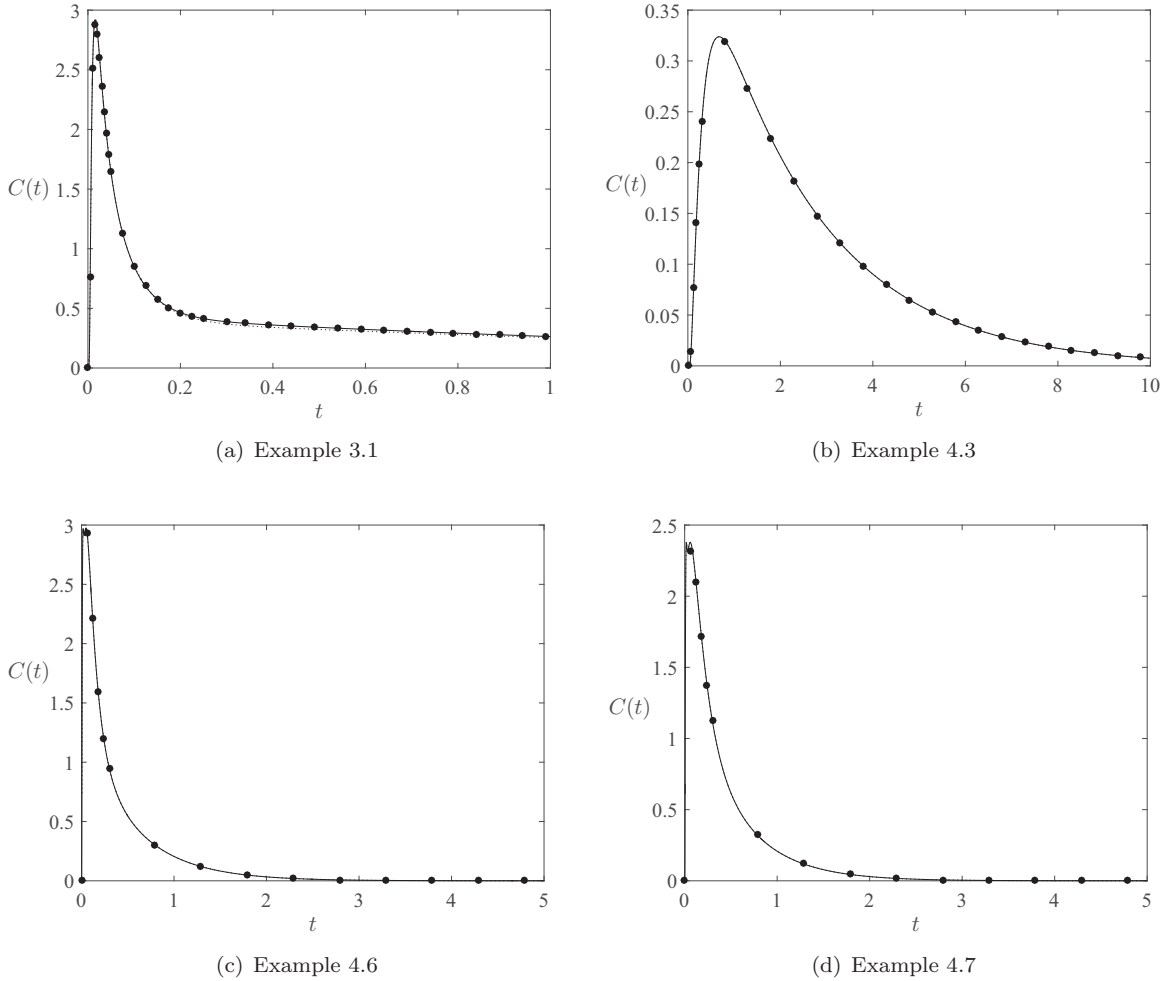 3
2.5
2
C(t) 1.5
1
0.5
0
0 0.2 0.4 0.6 0.8 1
t
(a) Example 3.1
0.35
0.3
0.25
0.2
C(t)
0.15
0.1
0.05
0
0 2 4 6 8 10
t
(b) Example 4.3
3
2.5
2
C(t)
1.5
1
0.5
0
0 1 2 3 4 5
t
(c) Example 4.6
2.5
2
1.5
C(t)
1
0.5
0
0 1 2 3 4 5
t
(d) Example 4.7